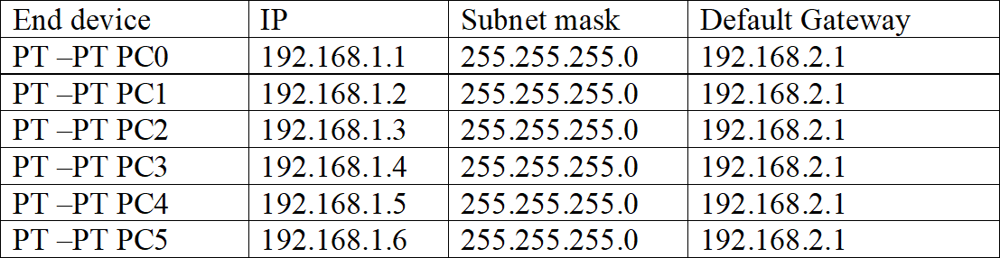 End device IP Subnet mask Default Gateway
PT –PT PC0 192.168.1.1 255.255.255.0 192.168.2.1
PT –PT PC1 192.168.1.2 255.255.255.0 192.168.2.1
PT –PT PC2 192.168.1.3 255.255.255.0 192.168.2.1
PT –PT PC3 192.168.1.4 255.255.255.0 192.168.2.1
PT –PT PC4 192.168.1.5 255.255.255.0 192.168.2.1
PT –PT PC5 192.168.1.6 255.255.255.0 192.168.2.1